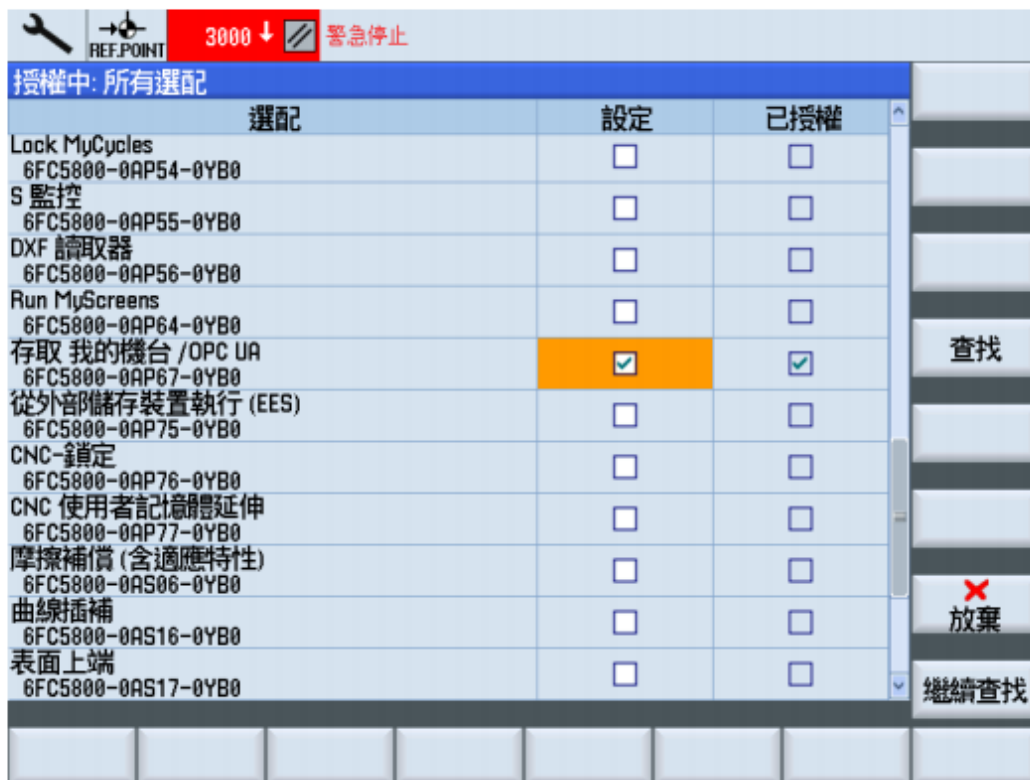 REF.POINT
3000 警急停止
授權中: 所有選配
選配 設定 已授權
Lock MyCycles
6FC5800-0AP54-0YB0
S 監控
6FC5800-0AP55-0YB0
DXF 讀取器
6FC5800-0AP56-0YB0
Run MyScreens
6FC5800-0AP64-0YB0
存取 我的機台 /OPC UA
6FC5800-0AP67-0YB0
從外部儲存裝置執行 (EES)
6FC5800-0AP75-0YB0
CNC-鎖定
6FC5800-0AP76-0YB0
CNC 使用者記憶體延伸
6FC5800-0AP77-0YB0
摩擦補償 (含適應特性)
6FC5800-0AS06-0YB0
曲線插補
6FC5800-0AS16-0YB0
表面上端
6FC5800-0AS17-0YB0
查找
放棄
繼續查找